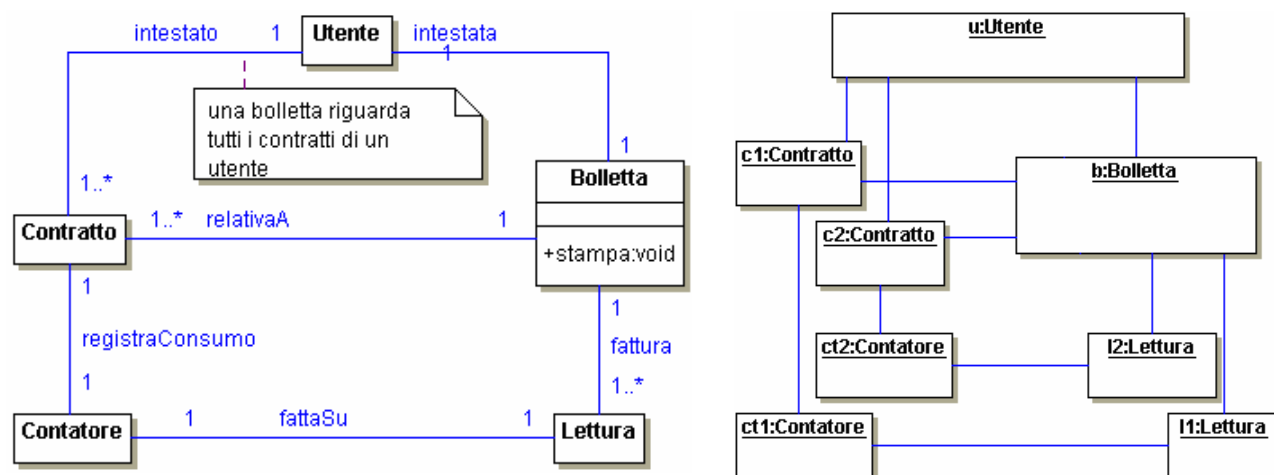 intestato
1
Utente
intestata
1
una bolletta riguarda
tutti i contratti di un
utente
1..*
1
Bolletta
Contratto
1..*
relativaA
1
+stampa:void
1
registraConsumo
1
1
fattura
1..*
Contatore
1
fattaSu
1
Lettura
u:Utente
c1:Contratto
b:Bolletta
c2:Contratto
ct2:Contatore
l2:Lettura
ct1:Contatore
l1:Lettura